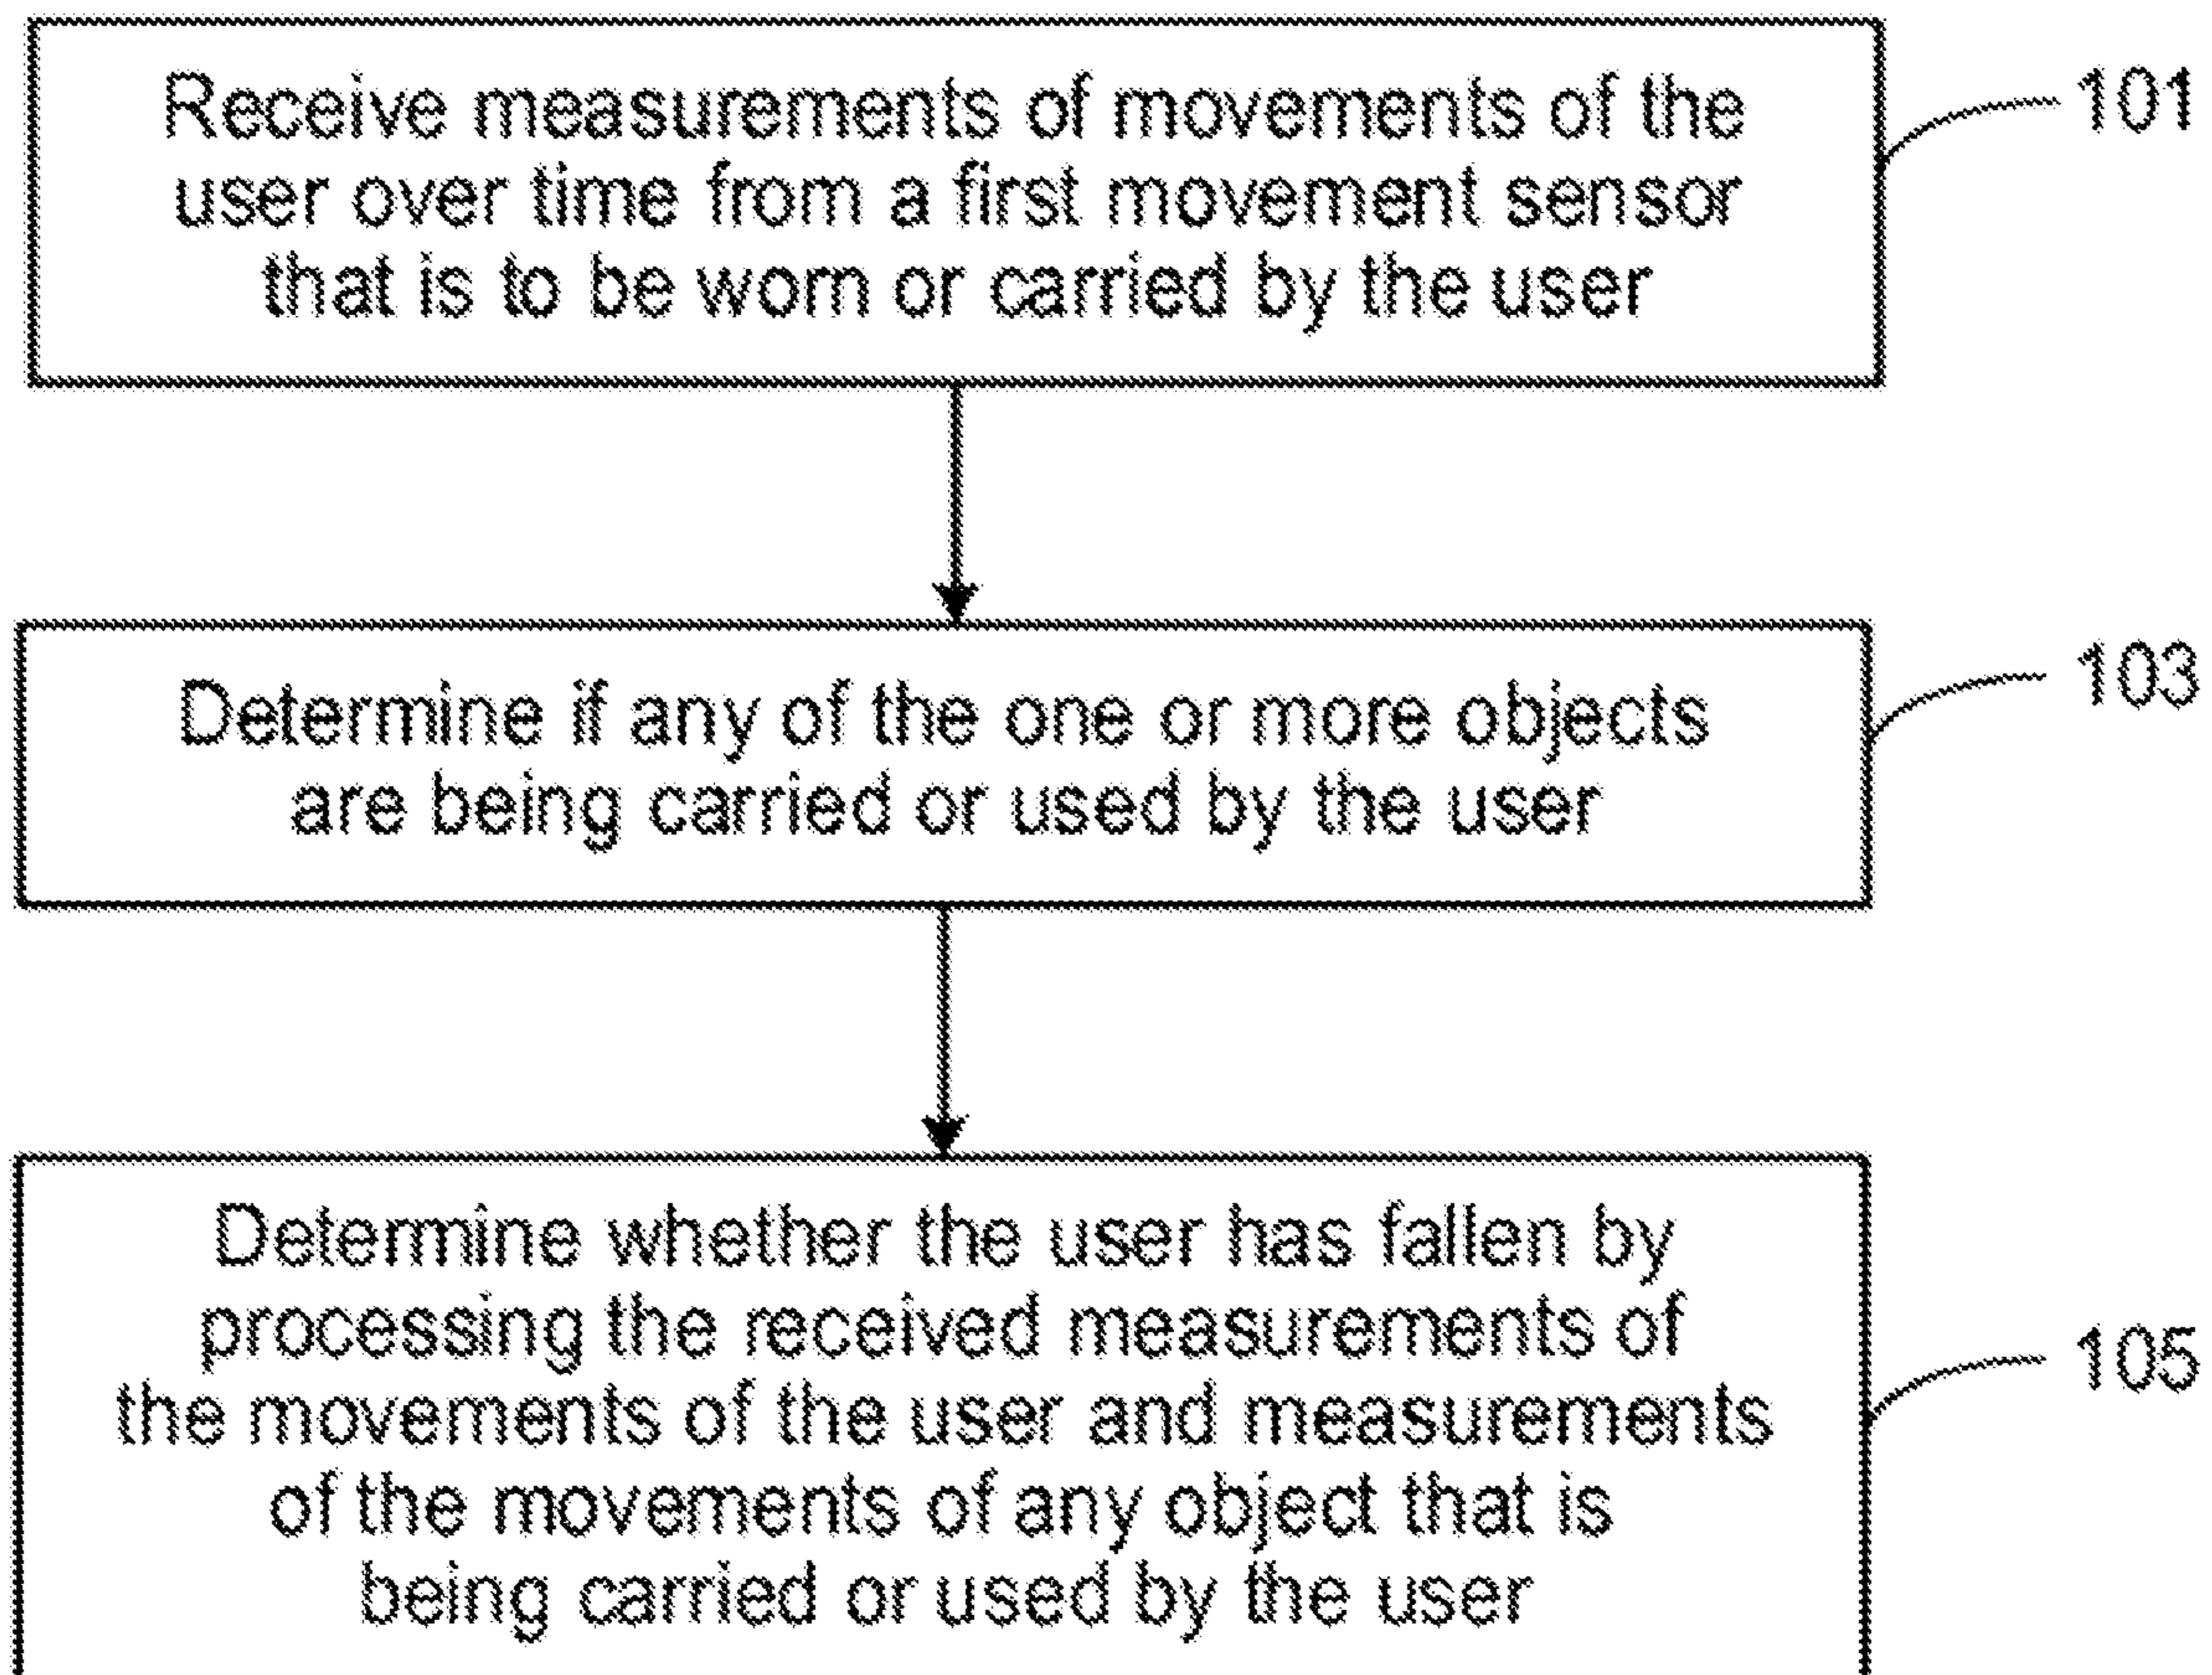 Receive measurements of movements of the
user over time from a first movement sensor
that is to be worn or carried by the user
101
Determine if any of the one or more objects
are being carried or used by the user
103
Determine whether the user has fallen by
processing the received measurements of
the movements of the user and measurements
of the movements of any object that is
being carried or used by the user
105